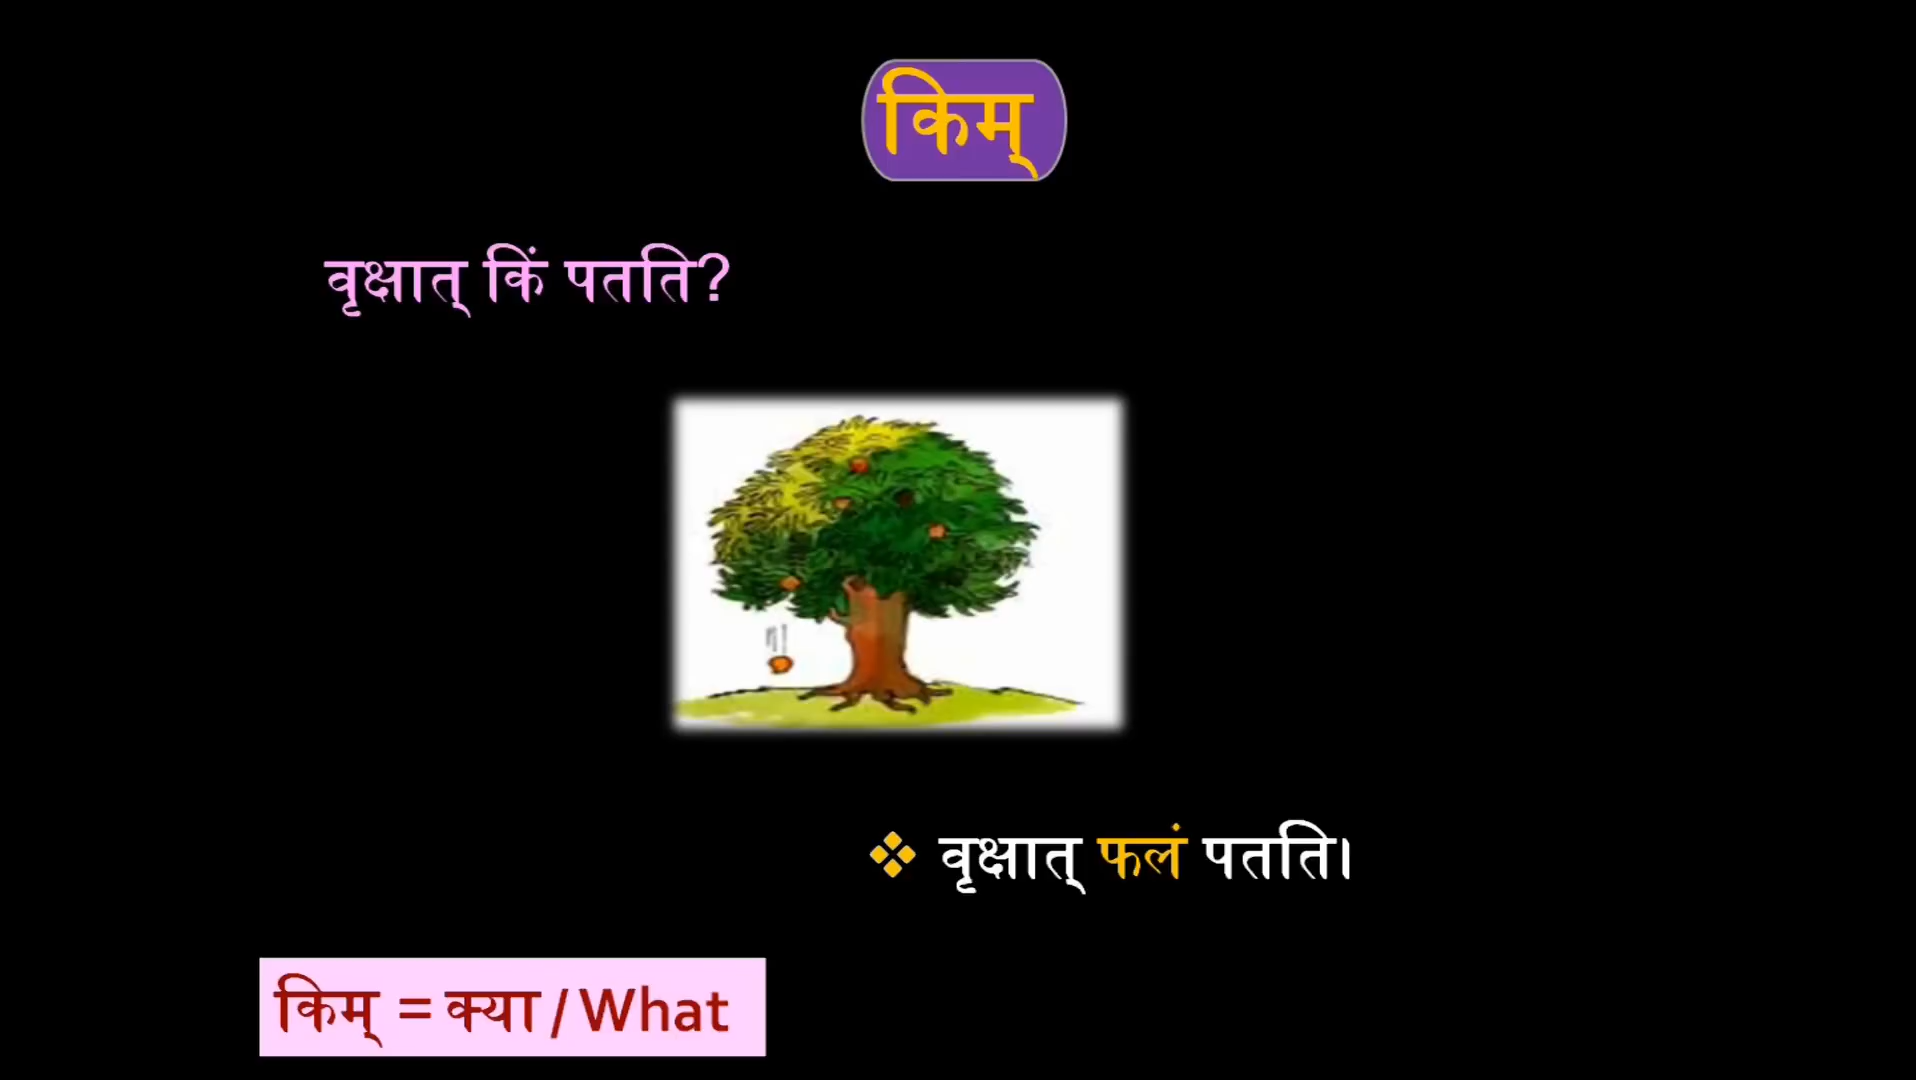 किम्
वृक्षात् किं पतति?
❖ वृक्षात् फलं पतति।
किम् = क्या / What